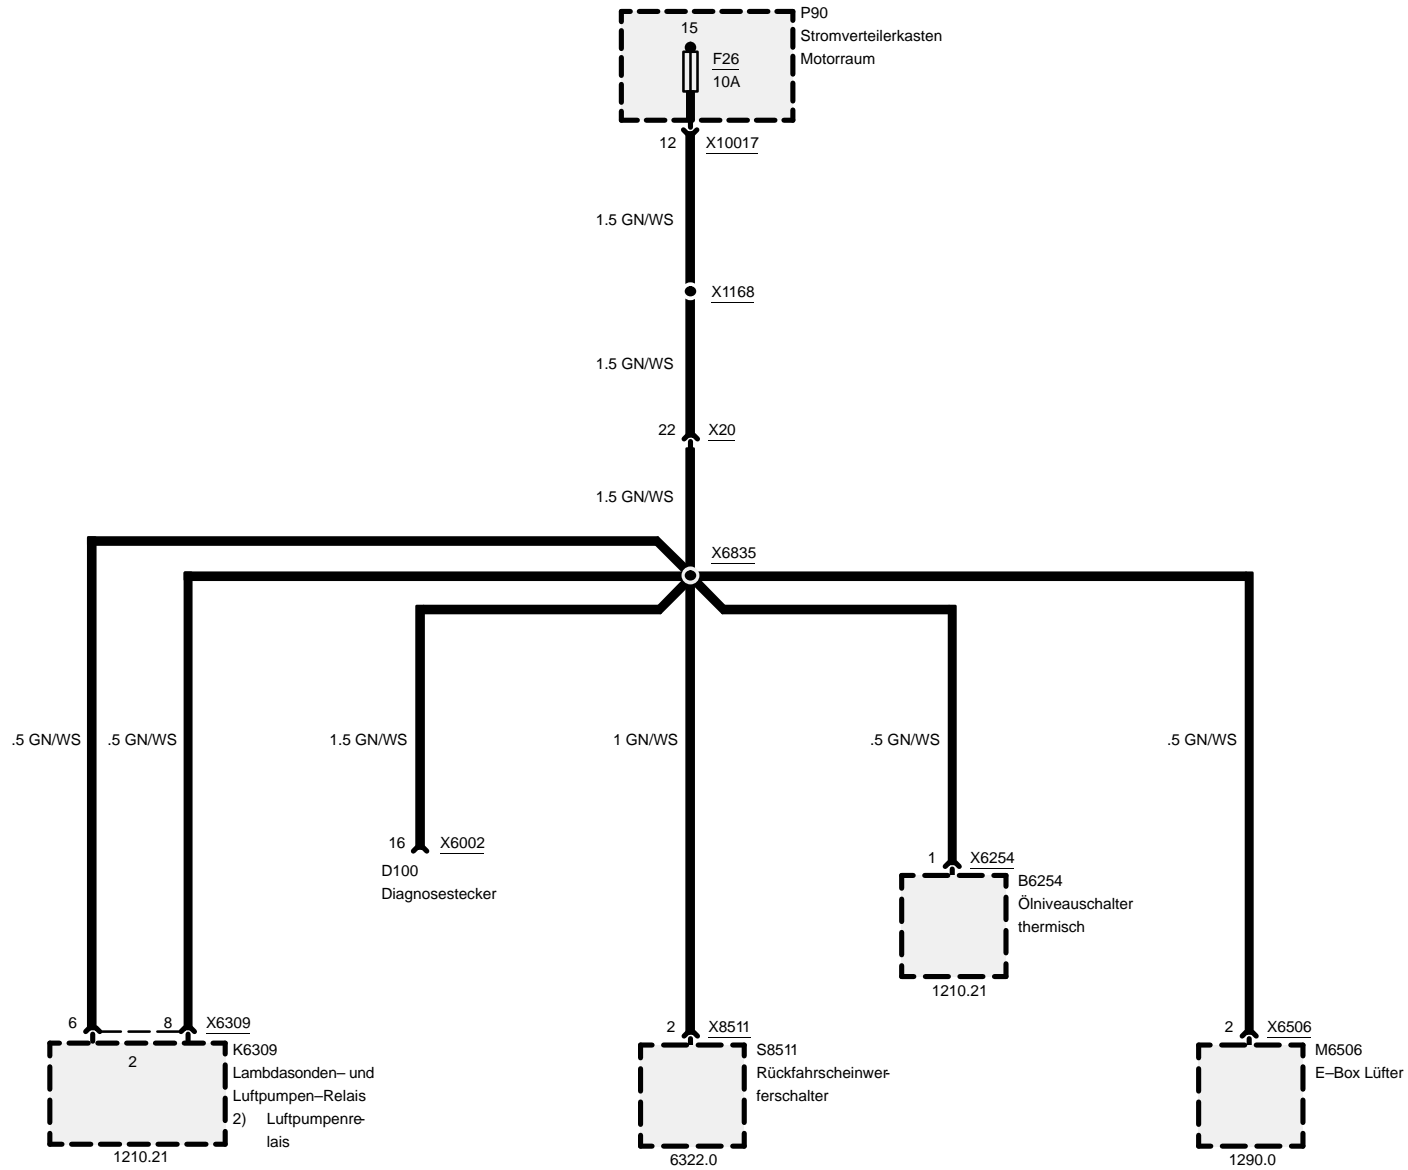 P90
15
Stromverteilerkasten
F26
Motorraum
10A
12 X10017
1.5 GN/WS
X1168
1.5 GN/WS
22 X20
1.5 GN/WS
X6835
.5 GN/WS .5 GN/WS 1.5 GN/WS 1 GN/WS .5 GN/WS .5 GN/WS
16 X6002
D100
Diagnosestecker
1 X6254
B6254
Ölniveauschalter
thermisch
1210.21
6 8 X6309
2
K6309
Lambdasonden– und
Luftpumpen–Relais
2) Luftpumpenre-
lais
1210.21
2 X8511
S8511
Rückfahrscheinwer-
ferschalter
6322.0
2 X6506
M6506
E–Box Lüfter
1290.0